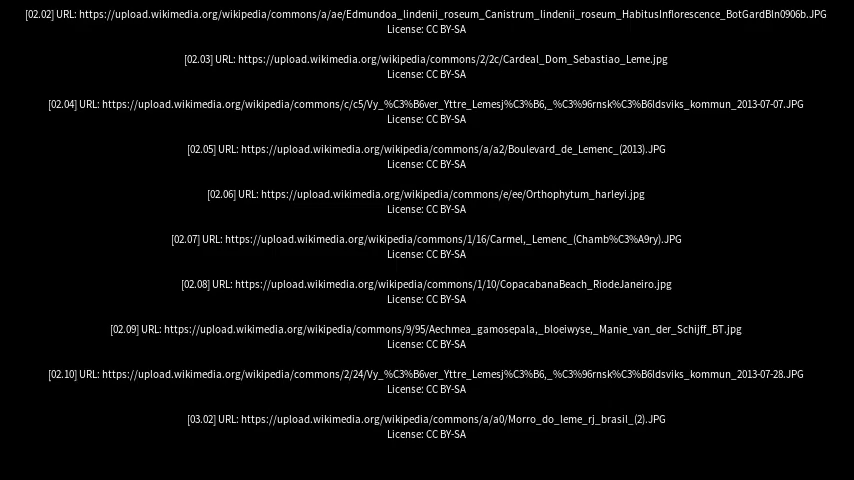 [02.02] URL: https://upload.wikimedia.org/wikipedia/commons/a/ae/Edmundoa_lindenii_roseum_Canistrum_lindenii_roseum_HabitusInflorescence_BotGardBln0906b.JPG
License: CC BY-SA
[02.03] URL: https://upload.wikimedia.org/wikipedia/commons/2/2c/Cardeal_Dom_Sebastiao_Leme.jpg
License: CC BY-SA
[02.04] URL: https://upload.wikimedia.org/wikipedia/commons/c/c5/Vy_%C3%B6ver_Yttre_Lemesj%C3%B6,_%C3%96rnsk%C3%B6ldsviks_kommun_2013-07-07.JPG
License: CC BY-SA
[02.05] URL: https://upload.wikimedia.org/wikipedia/commons/a/a2/Boulevard_de_Lemenc_(2013).JPG
License: CC BY-SA
[02.06] URL: https://upload.wikimedia.org/wikipedia/commons/e/ee/Orthophytum_harleyi.jpg
License: CC BY-SA
[02.07] URL: https://upload.wikimedia.org/wikipedia/commons/1/16/Carmel,_Lemenc_(Chamb%C3%A9ry).JPG
License: CC BY-SA
[02.08] URL: https://upload.wikimedia.org/wikipedia/commons/1/10/CopacabanaBeach_RiodeJaneiro.jpg
License: CC BY-SA
[02.09] URL: https://upload.wikimedia.org/wikipedia/commons/9/95/Aechmea_gamosepala,_bloeiwyse,_Manie_van_der_Schijff_BT.jpg
License: CC BY-SA
[02.10] URL: https://upload.wikimedia.org/wikipedia/commons/2/24/Vy_%C3%B6ver_Yttre_Lemesj%C3%B6,_%C3%96rnsk%C3%B6ldsviks_kommun_2013-07-28.JPG
License: CC BY-SA
[03.02] URL: https://upload.wikimedia.org/wikipedia/commons/a/a0/Morro_do_leme_rj_brasil_(2).JPG
License: CC BY-SA